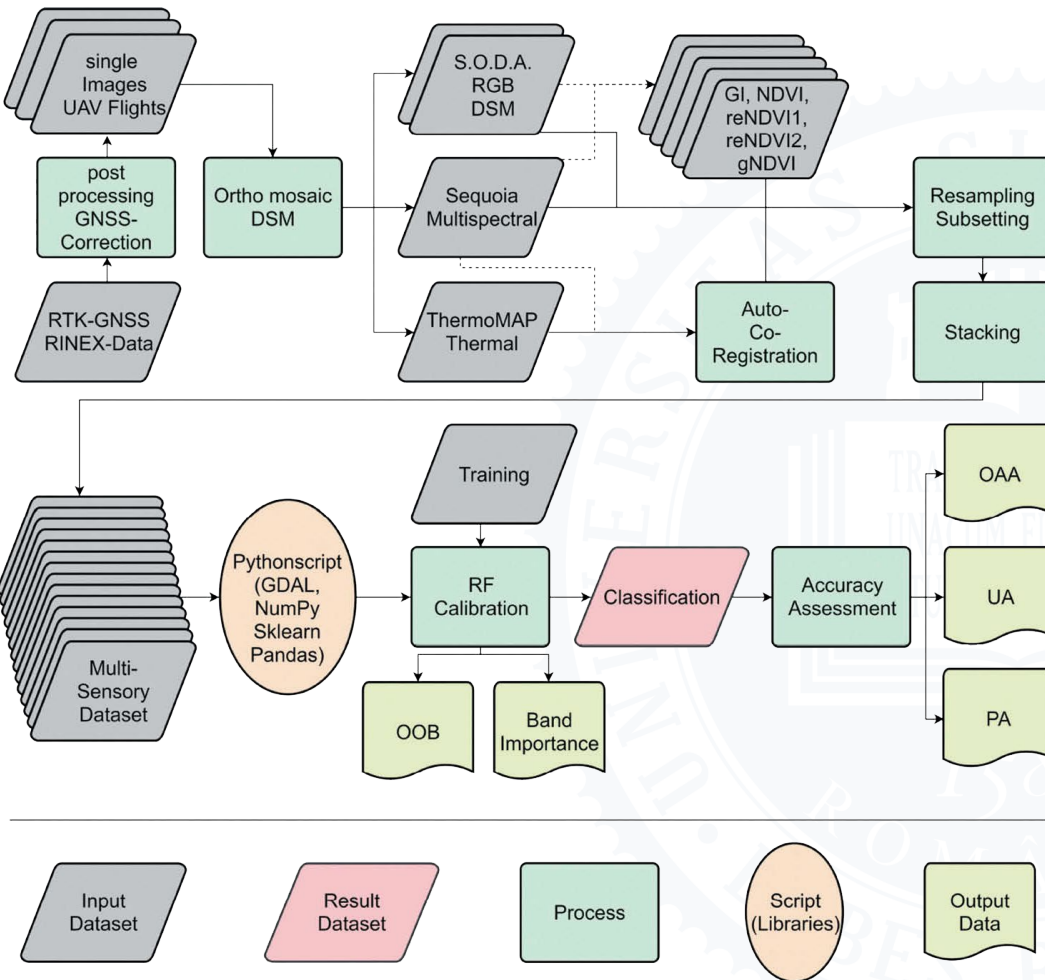 single
Images
UAV Flights
post
processing
GNSS-
Correction
RTK-GNSS
RINEX-Data
Ortho mosaic
DSM
S.O.D.A.
RGB
DSM
Sequoia
Multispectral
ThermoMAP
Thermal
GI, NDVI,
reNDVI1,
reNDVI2,
gNDVI
Auto-
Co-
Registration
Resampling
Subsetting
Stacking
Multi-
Sensory
Dataset
Pythonscript
(GDAL,
NumPy
Sklearn
Pandas)
Training
RF
Calibration
OOB
Band
Importance
Classification
Accuracy
Assessment
OAA
UA
PA
Input
Dataset
Result
Dataset
Process
Script
(Libraries)
Output
Data